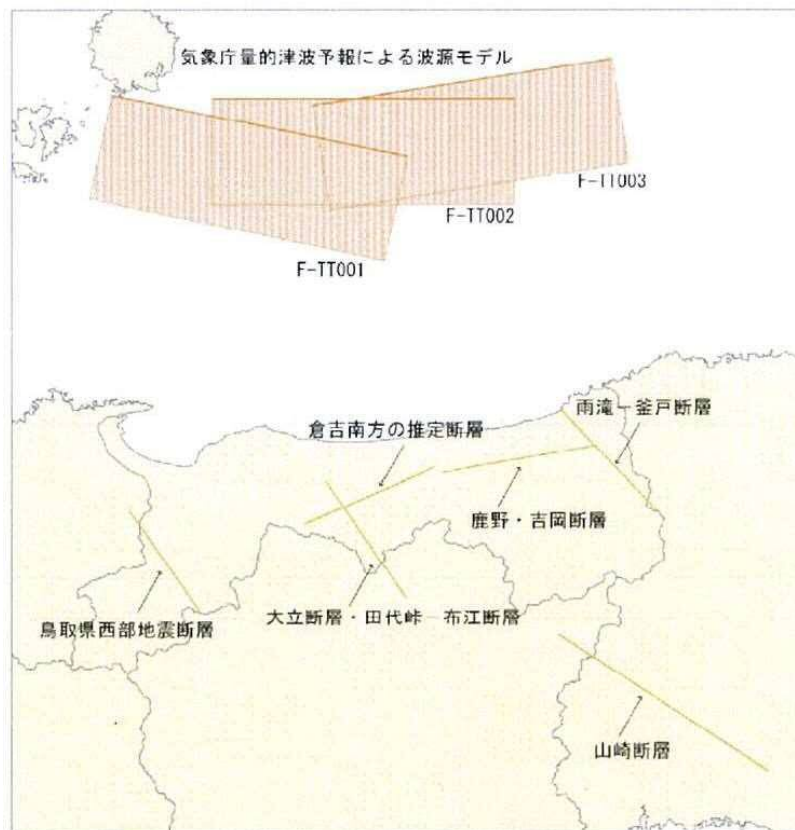 気象庁量的津波予報による波源モデル
F-TT003
F-TT002
F-TT001
雨滝－釜戸断層
倉吉南方の推定断層
鹿野・吉岡断層
大立断層・田代峠－布江断層
鳥取県西部地震断層
山崎断層